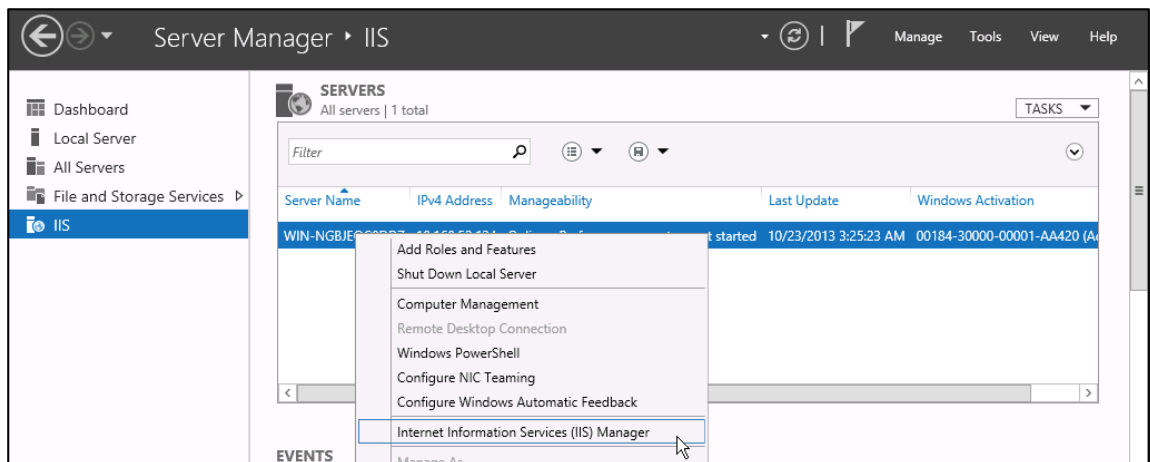 Server Manager ‣ IIS
Manage Tools View Help
Dashboard
Local Server
All Servers
File and Storage Services
IIS
SERVERS
All servers | 1 total
TASKS
Filter
Server Name IPv4 Address Manageability Last Update Windows Activation
started 10/23/2013 3:25:23 AM 00184-30000-00001-AA420
Add Roles and Features
Shut Down Local Server
Computer Management
Remote Desktop Connection
Windows PowerShell
Configure NIC Teaming
Configure Windows Automatic Feedback
Internet Information Services (IIS) Manager
Manage As
EVENTS